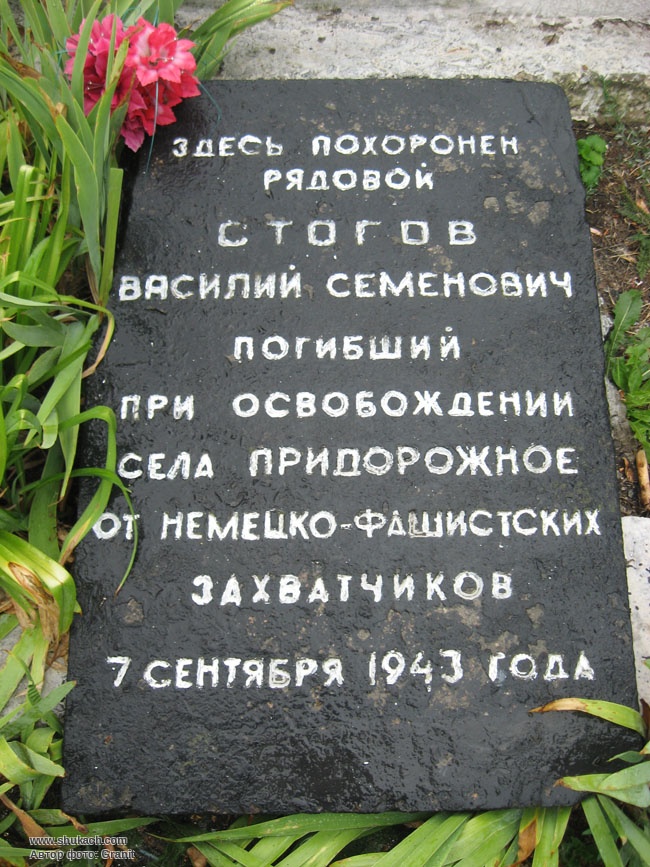 ЗДЕСЬ ПОХОРОНЕН
РЯДОВОЙ
СТОГОВ
ВАСИЛИЙ СЕМЕНОВИЧ
ПОГИБШИЙ
ПРИ ОСВОБОЖДЕНИИ
СЕЛА ПРИДОРОЖНОЕ
ОТ НЕМЕЦКО-ФАШИСТСКИХ
ЗАХВАТЧИКОВ
7 СЕНТЯБРЯ 1943 ГОДА
www.shukach.com
Автор фото: Granit